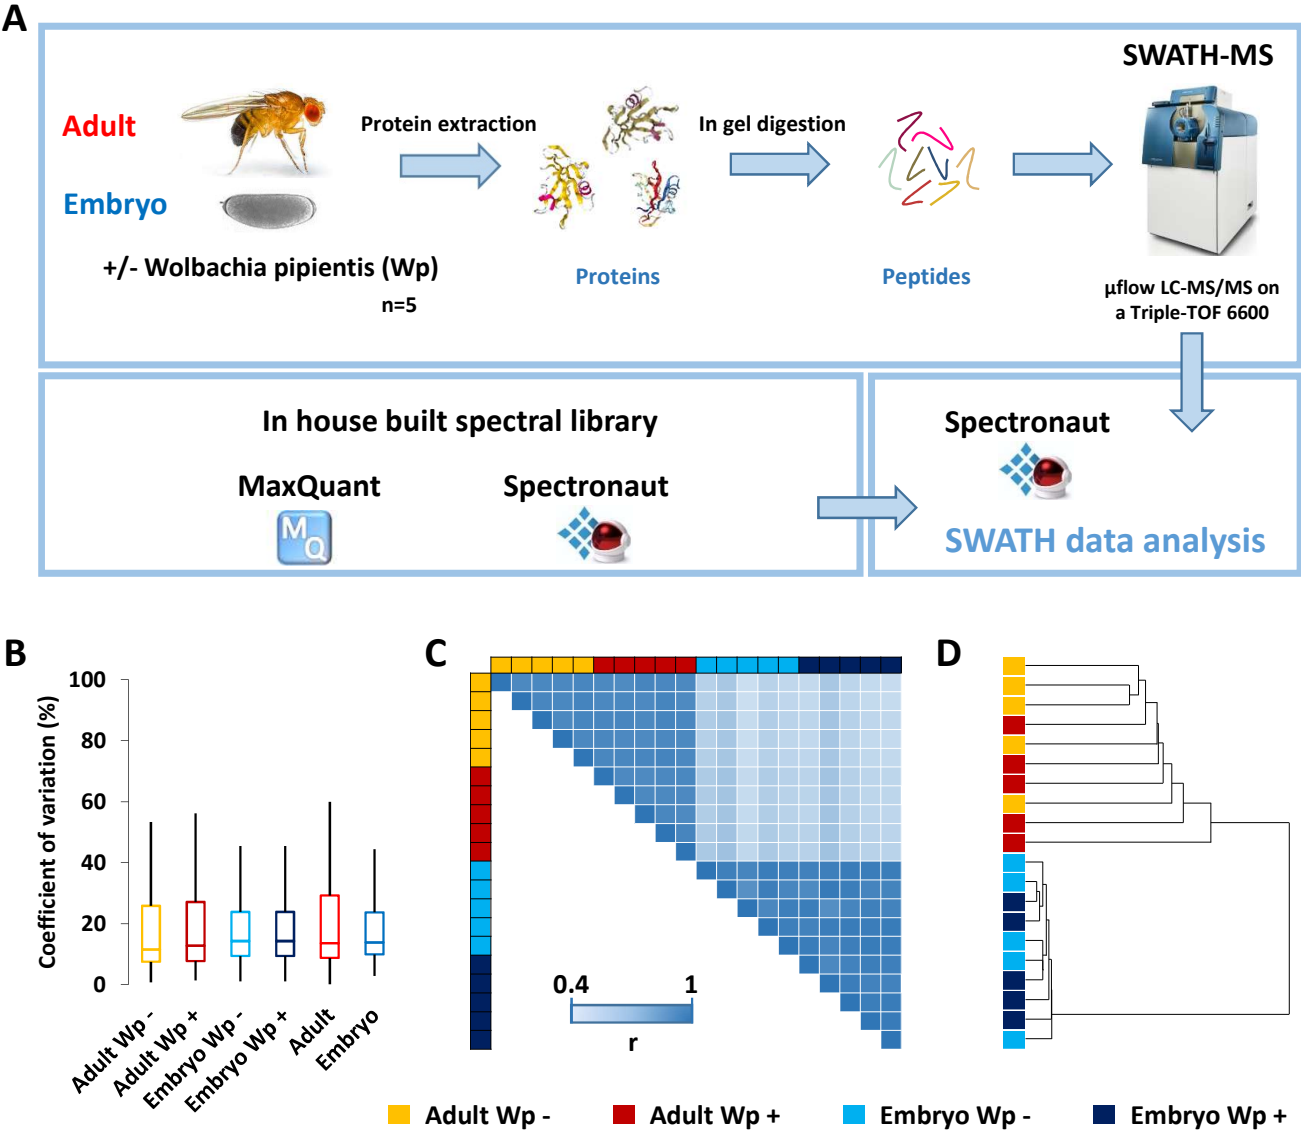 A
SWATH-MS
Adult
Protein extraction
In gel digestion
Embryo
+/- Wolbachia pipientis (Wp)
n=5
Proteins
Peptides
µflow LC-MS/MS on
a Triple-TOF 6600
In house built spectral library
MaxQuant
Spectronaut
M
Q
Spectronaut
SWATH data analysis
B
Coefficient of variation (%)
100
80
60
40
20
0
Adult Wp -
Adult Wp +
Embryo Wp -
Embryo Wp +
Adult
Embryo
C
0.4
1
r
D
Adult Wp -
Adult Wp +
Embryo Wp -
Embryo Wp +